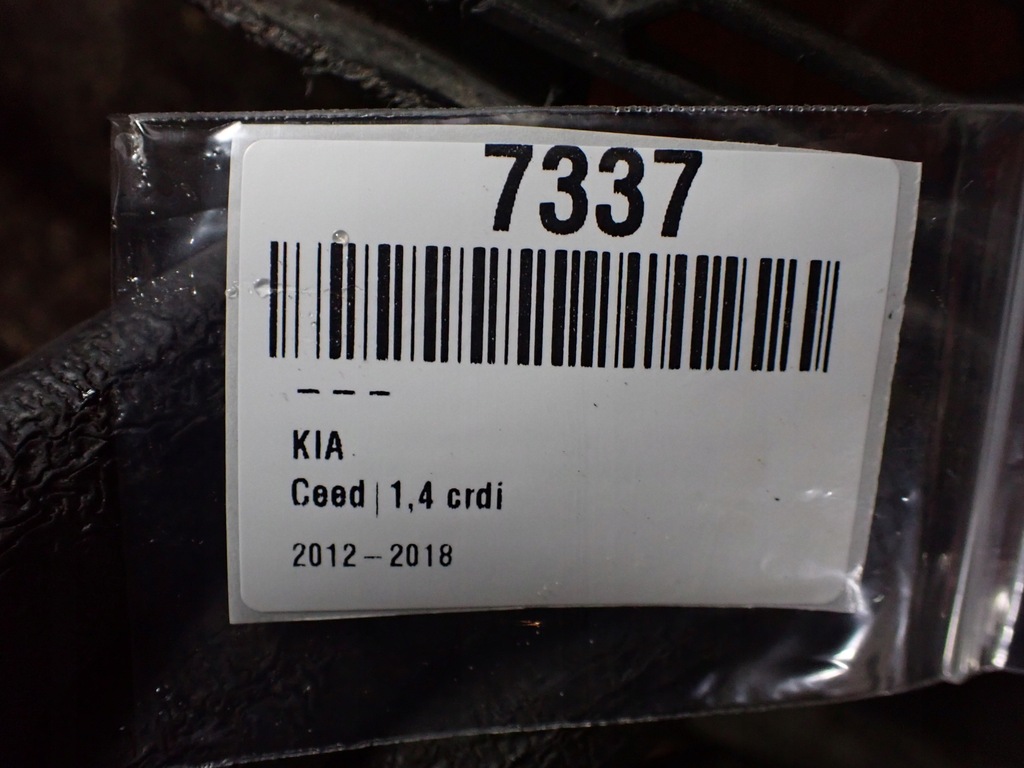 7337
– – –
KIA
Ceed | 1,4 crdi
2012 – 2018